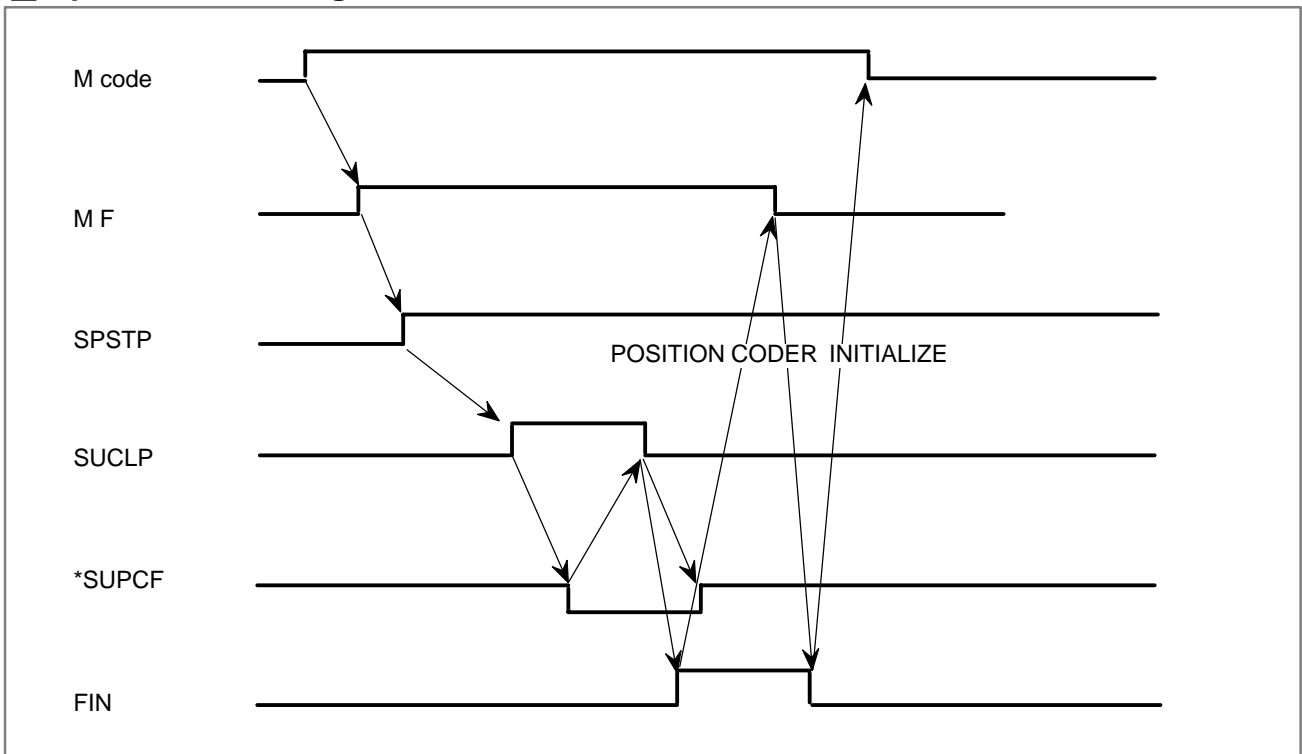 M code
M F
SPSTP
POSITION CODER INITIALIZE
SUCLP
*SUPCF
FIN